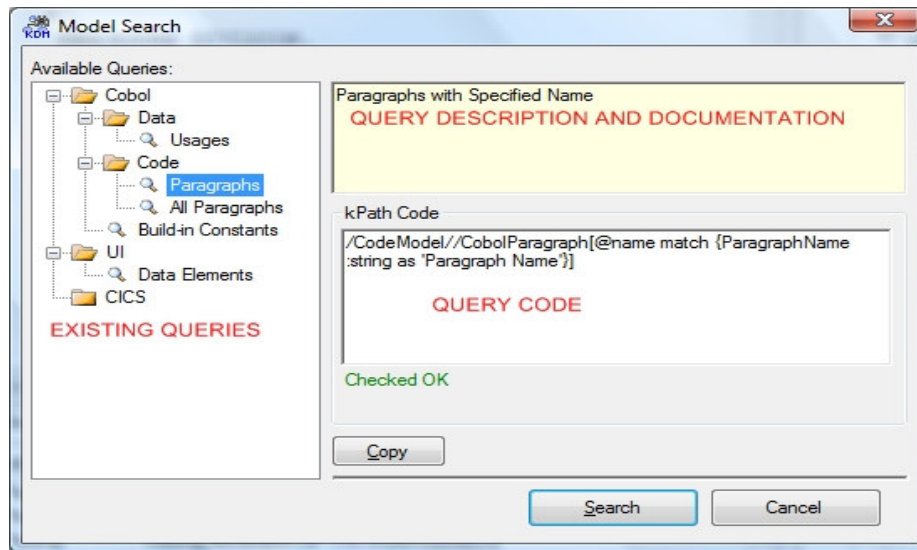 KDM Model Search
Available Queries:
Cobol
Data
Usages
Code
Paragraphs
All Paragraphs
Build-in Constants
UI
Data Elements
CICS
EXISTING QUERIES
Paragraphs with Specified Name
QUERY DESCRIPTION AND DOCUMENTATION
kPath Code
/CodeModel//CobolParagraph[@name match {ParagraphName
:string as "Paragraph Name"}]
QUERY CODE
Checked OK
Copy
Search
Cancel